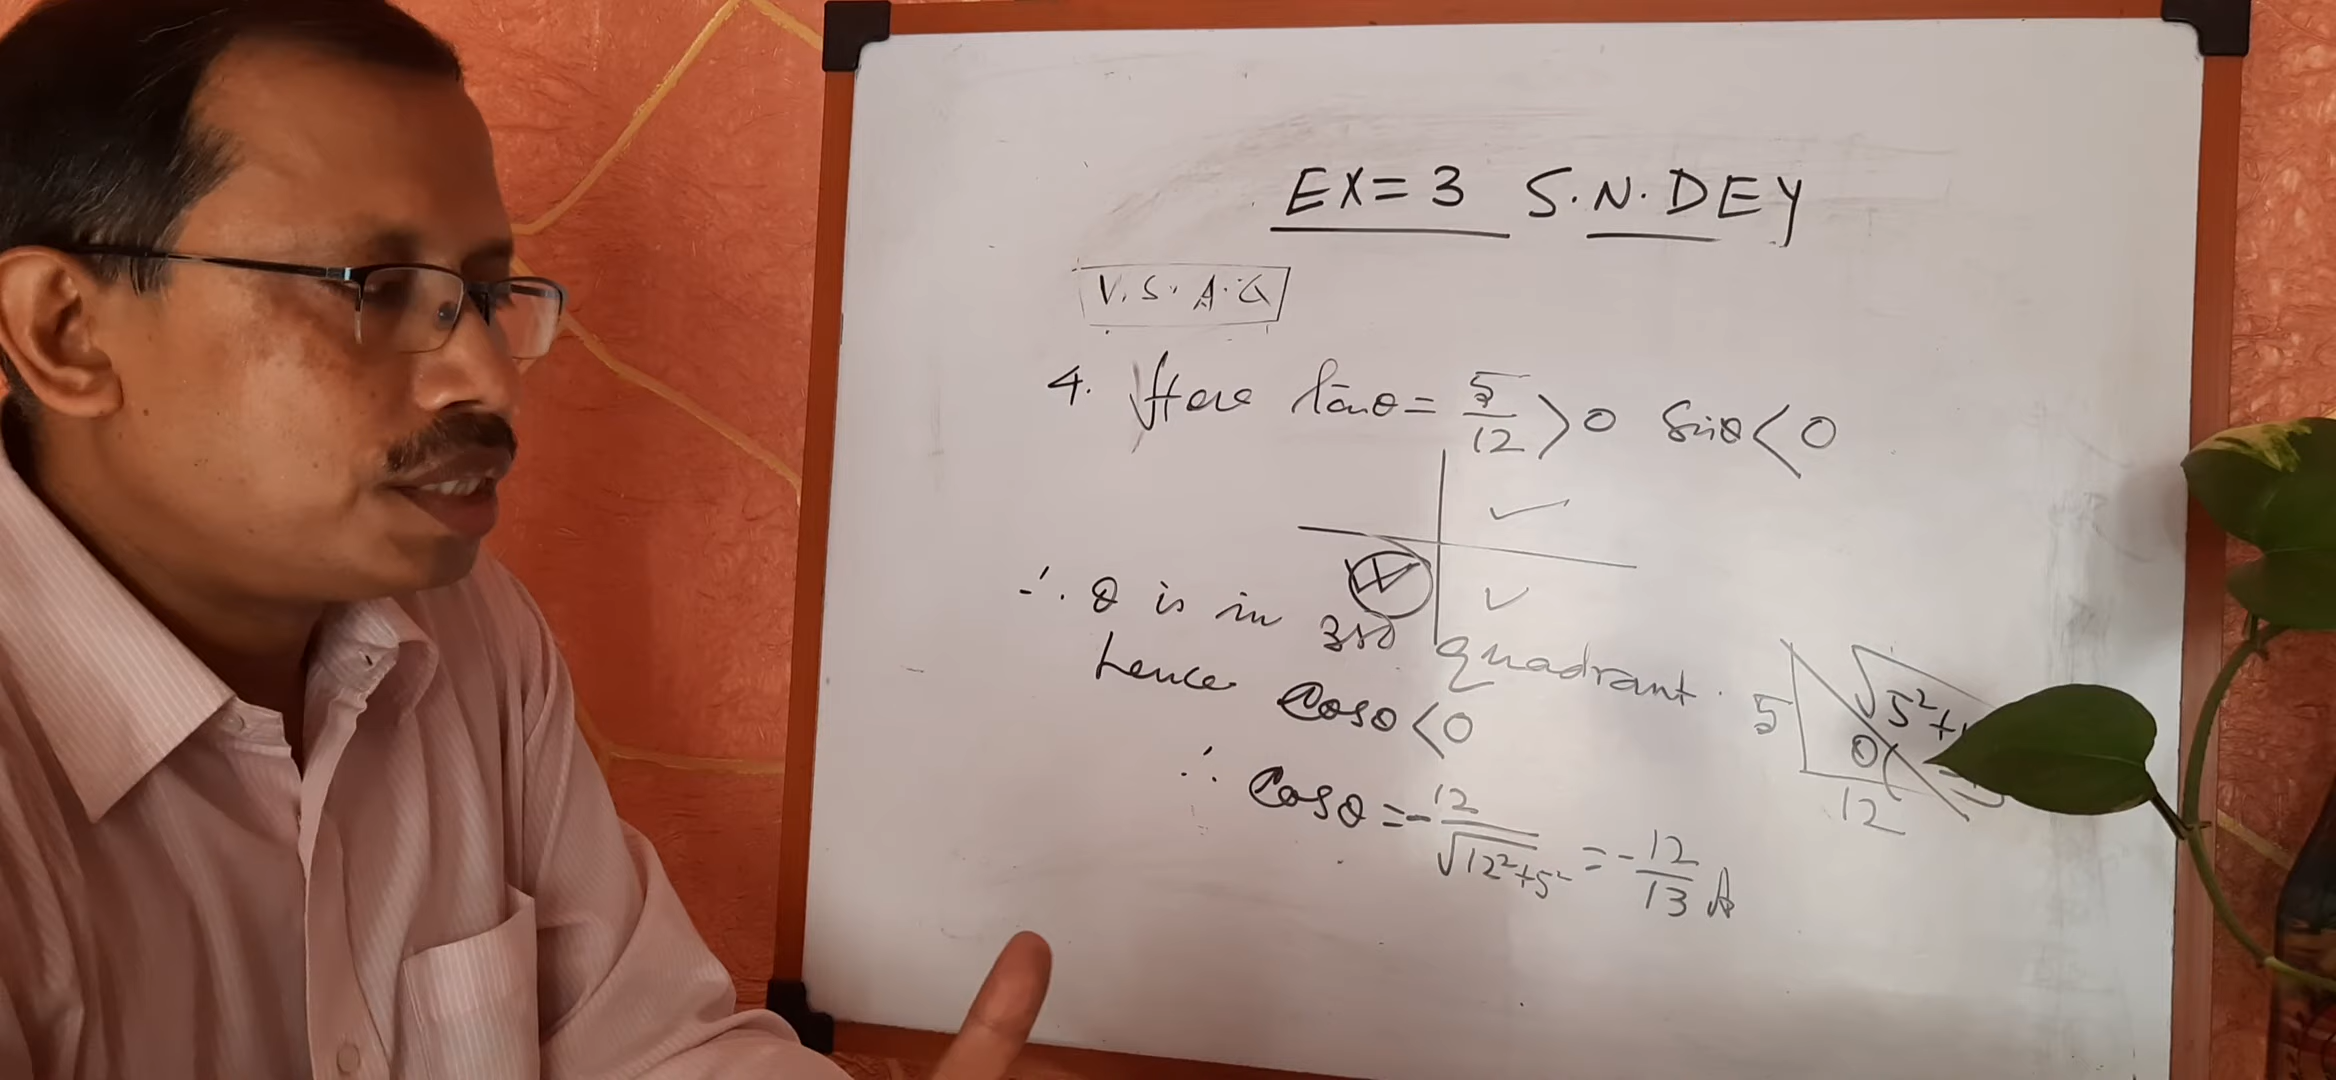 EX=3 S.N.DEY
V.S.A.Q
4. Here tanθ = 5/12 > 0 Sinθ < 0
∴ θ is in 3rd quadrant.
hence Cosθ < 0
∴ Cosθ = -12/√12²+5² = -12/13
5
√5²+
θ
12